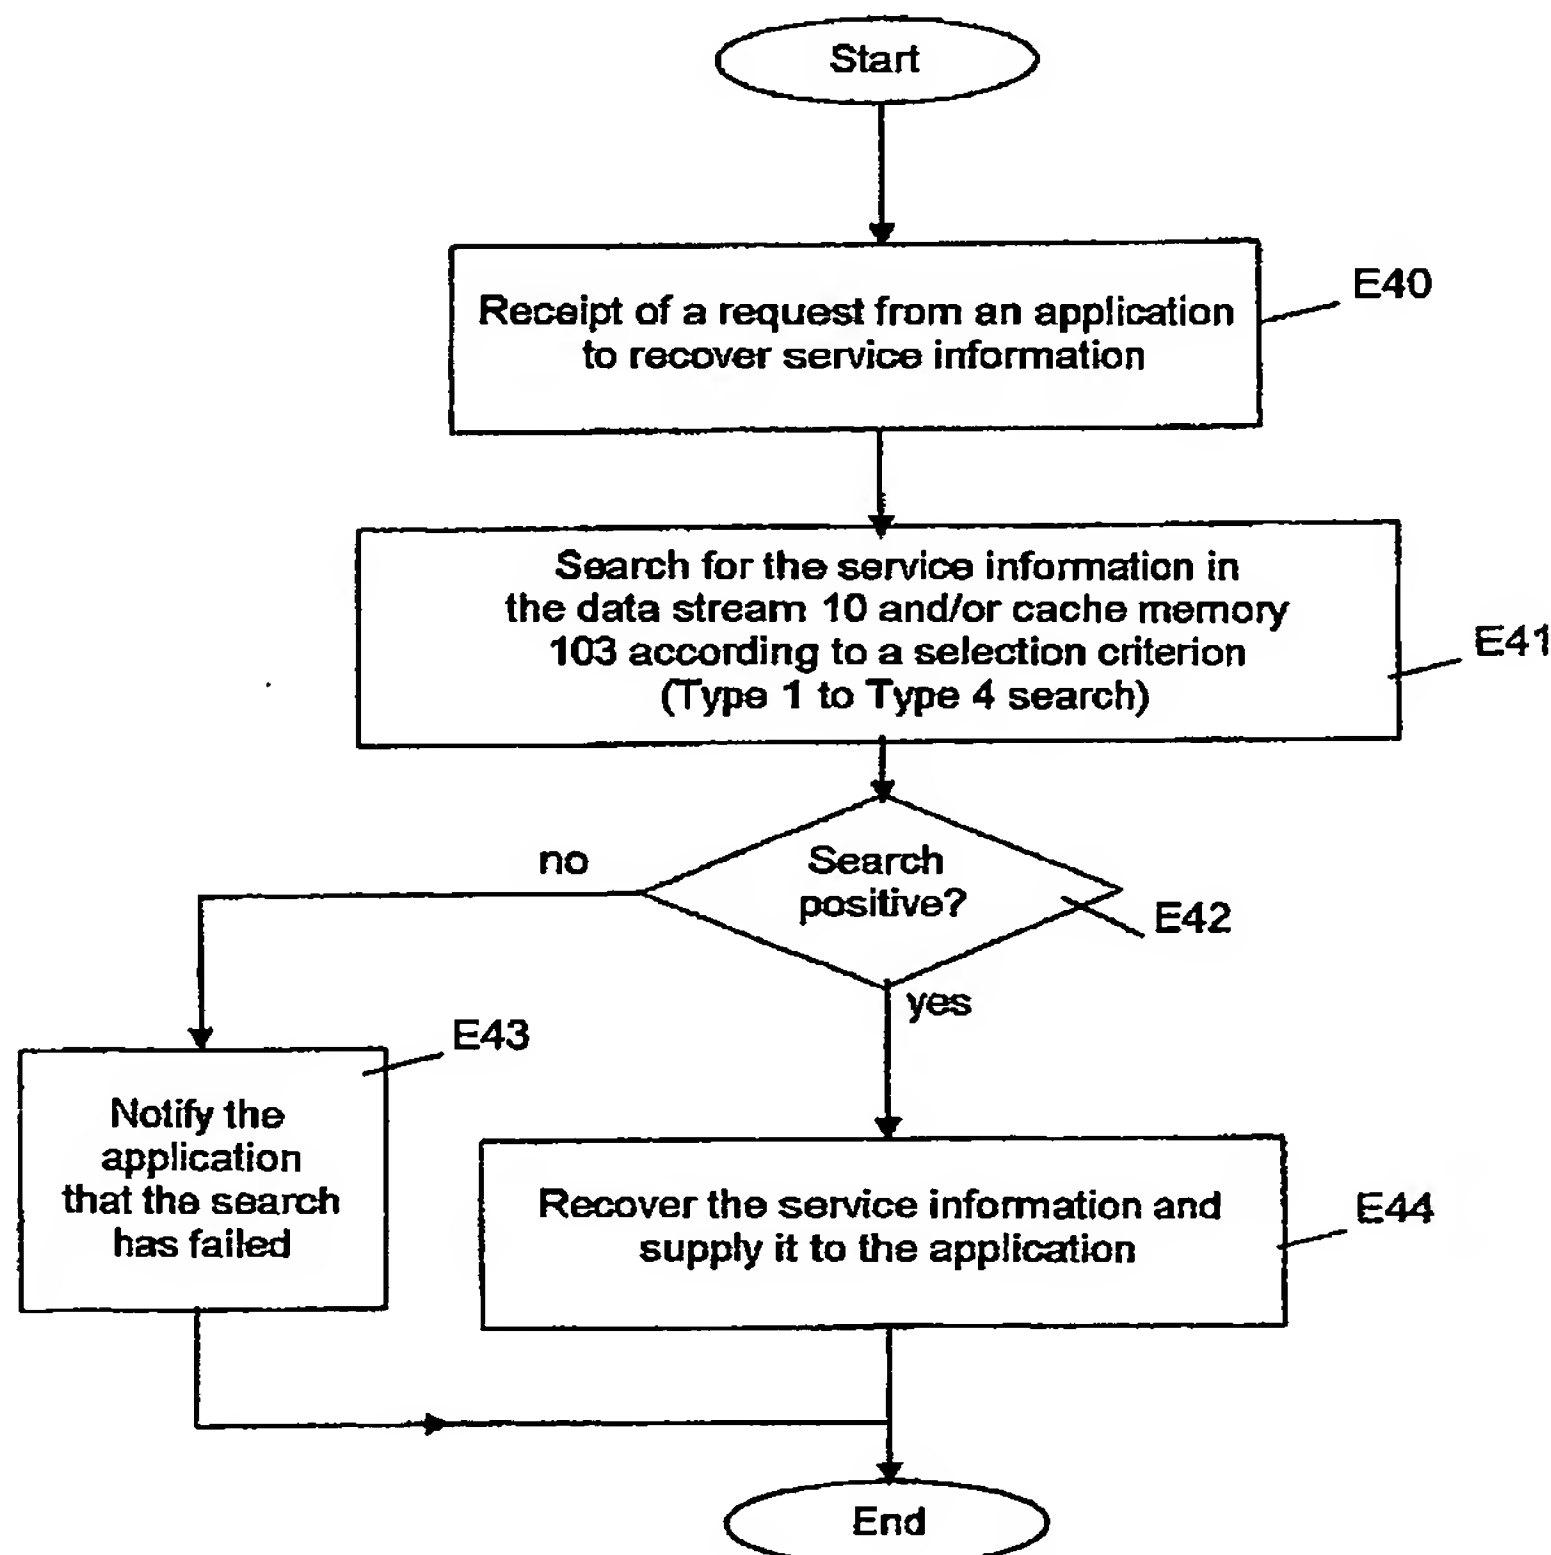 Start
Receipt of a request from an application
to recover service information
E40
Search for the service information in
the data stream 10 and/or cache memory
103 according to a selection criterion
(Type 1 to Type 4 search)
E41
no
Search
positive?
E42
yes
E43
Notify the
application
that the search
has failed
Recover the service information and
supply it to the application
E44
End